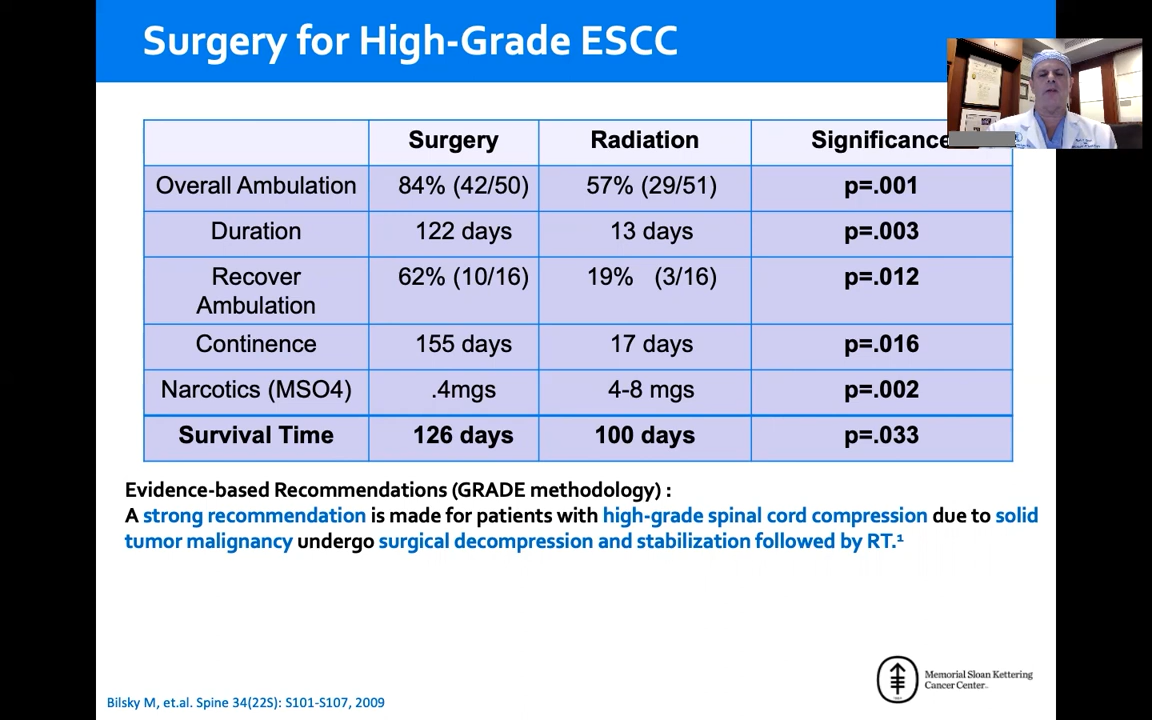 Surgery for High-Grade ESCC
Surgery Radiation Significance
Overall Ambulation 84% (42/50) 57% (29/51) p=.001
Duration 122 days 13 days p=.003
Recover 62% (10/16) 19% (3/16) p=.012
Ambulation
Continence 155 days 17 days p=.016
Narcotics (MSO4) .4mgs 4-8 mgs p=.002
Survival Time 126 days 100 days p=.033
Evidence-based Recommendations (GRADE methodology) :
A strong recommendation is made for patients with high-grade spinal cord compression due to solid
tumor malignancy undergo surgical decompression and stabilization followed by RT.¹
Memorial Sloan Kettering
Cancer Center
Bilsky M, et.al. Spine 34(22S): S101-S107, 2009